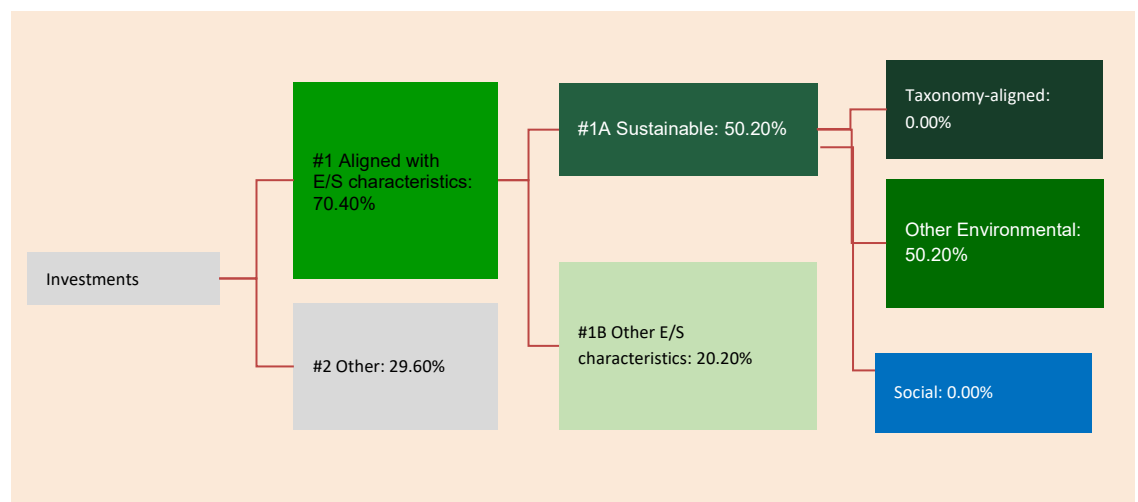 Investments
#1 Aligned with
E/S characteristics:
70.40%
#2 Other: 29.60%
#1A Sustainable: 50.20%
#1B Other E/S
characteristics: 20.20%
Taxonomy-aligned:
0.00%
Other Environmental:
50.20%
Social: 0.00%